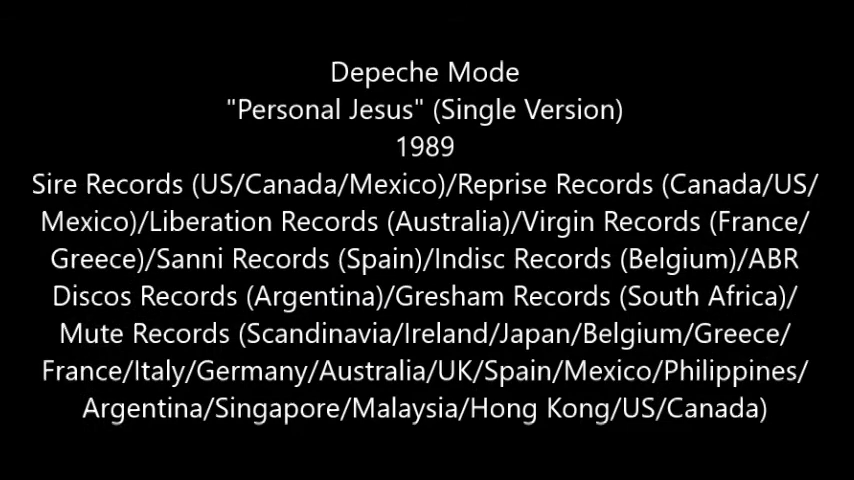 Depeche Mode
"Personal Jesus" (Single Version)
1989
Sire Records (US/Canada/Mexico)/Reprise Records (Canada/US/
Mexico)/Liberation Records (Australia)/Virgin Records (France/
Greece)/Sanni Records (Spain)/Indisc Records (Belgium)/ABR
Discos Records (Argentina)/Gresham Records (South Africa)/
Mute Records (Scandinavia/Ireland/Japan/Belgium/Greece/
France/Italy/Germany/Australia/UK/Spain/Mexico/Philippines/
Argentina/Singapore/Malaysia/Hong Kong/US/Canada)